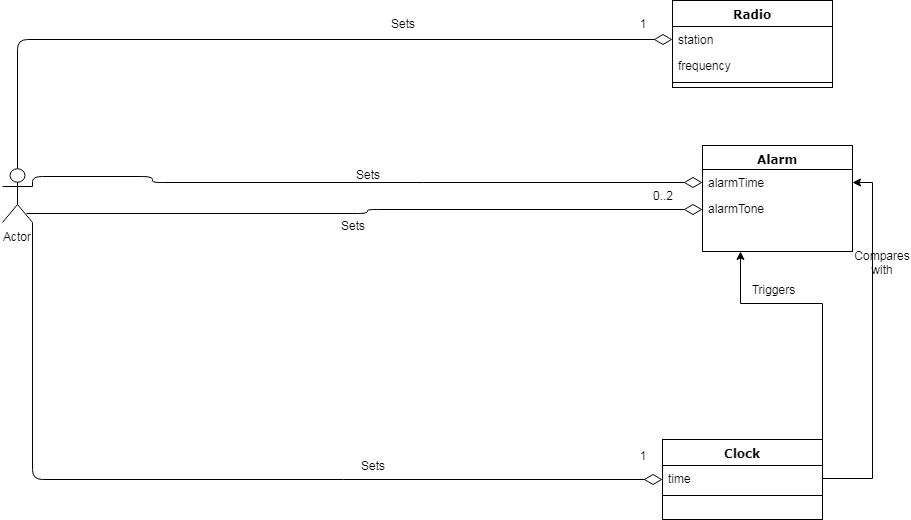 Sets
1
Radio
station
frequency
Alarm
Sets
alarmTime
0..2
alarmTone
Sets
Actor
Compares
with
Triggers
Clock
1
Sets
time